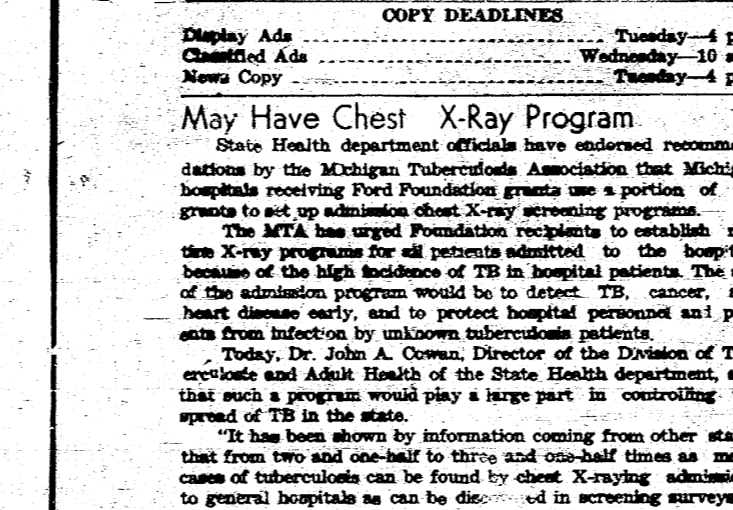 COPY DEADLINES
Display Ads Tuesday—4 p
Classified Ads Wednesday—10 a
News Copy Tuesday—4 p
May Have Chest X-Ray Program
State Health department officials have endorsed recomme
dations by the Michigan Tuberculosis Association that Michig
hospitals receiving Ford Foundation grants use a portion of
grants to set up admission chest X-ray screening programs.
The MTA has urged Foundation recipients to establish
tine X-ray programs for all patients admitted to the hospit
because of the high incidence of TB in hospital patients. The
of the admission program would be to detect TB, cancer,
heart disease early, and to protect hospital personnel and p
ents from infection by unknown tuberculosis patients.
Today, Dr. John A. Cowan, Director of the Division of T
erculosis and Adult Health of the State Health department,
that such a program would play a large part in controlling
spread of TB in the state.
"It has been shown by information coming from other sta
that from two and one-half to three and one-half times as
cases of tuberculosis can be found by chest X-raying admissi
to general hospitals as can be ed in screening surveys